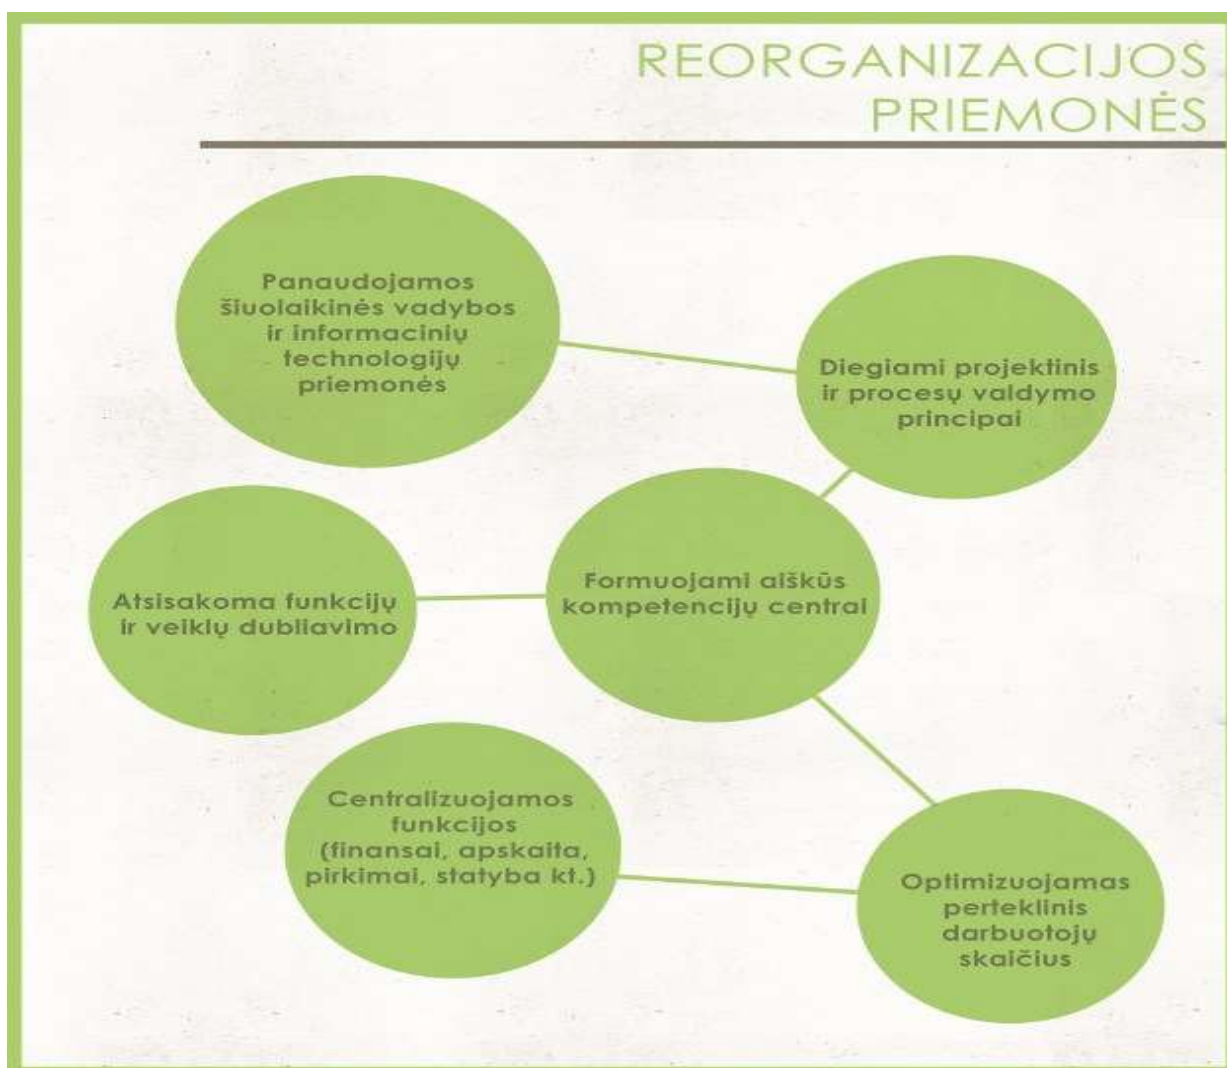 REORGANIZACIJOS
PRIEMONĖS
Panaudojamos
šiuolaikinės vadybos
ir informacinių
technologijų
priemonės
Diegiami projektinis
ir procesų valdymo
principai
Formuojami aiškūs
kompetencijų centrai
Atsisakoma funkcijų
ir veiklų dubliavimo
Centralizuojamos
funkcijos
(finansai, apskaita,
pirkimai, statyba kt.)
Optimizuojamas
perteklinis
darbuotojų
skaičius